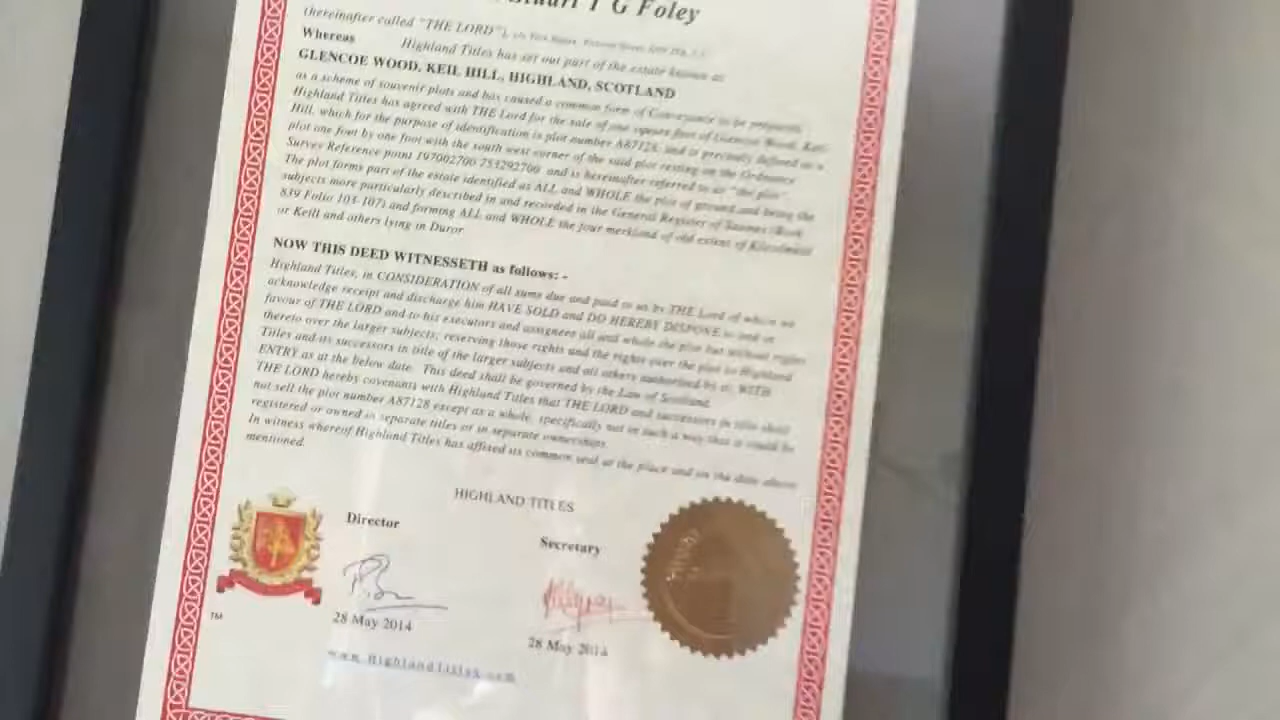 Stuart T G Foley
(hereinafter called "THE LORD"),
Whereas Highland Titles has set out part of the estate known as
GLENCOE WOOD, KEIL HILL, HIGHLAND, SCOTLAND
as a scheme of souvenir plots and has caused a common form of Conveyance to be prepared
Highland Titles has agreed with THE Lord for the sale of one square foot of Glencoe Wood, Keil
Hill, which for the purpose of identification is plot number A87128, and is precisely defined as a
plot one foot by one foot with the south west corner of the said plot resting on the Ordnance
Survey Reference point 197002700 753292700 and is hereinafter referred to as "the plot"
The plot forms part of the estate identified as ALL and WHOLE the plot of ground and being the
subjects more particularly described in and recorded in the General Register of Sasines (Book
839 Folio 103-107) and forming ALL and WHOLE the four merkland of old extent of
or Keill and others lying in Duror
NOW THIS DEED WITNESSETH as follows: -
Highland Titles, in CONSIDERATION of all sums due and paid to us by THE Lord of which we
acknowledge receipt and discharge him HAVE SOLD and DO HEREBY DISPONE to and in
favour of THE LORD and to his executors and assignees all and whole the plot but without rights
thereto over the larger subjects; reserving those rights and the rights over the plot to Highland
Titles and its successors in title of the larger subjects and all others authorised by it; WITH
ENTRY as at the below date. This deed shall be governed by the Law of Scotland.
THE LORD hereby covenants with Highland Titles that THE LORD and successors in title shall
not sell the plot number A87128 except as a whole, specifically not in such a way that it could be
registered or owned in separate titles or in separate ownerships.
In witness whereof Highland Titles has affixed its common seal at the place and on the date above
mentioned.
HIGHLAND TITLES
Director
Secretary
28 May 2014
28 May 2014
TM
www.HighlandTitles.com